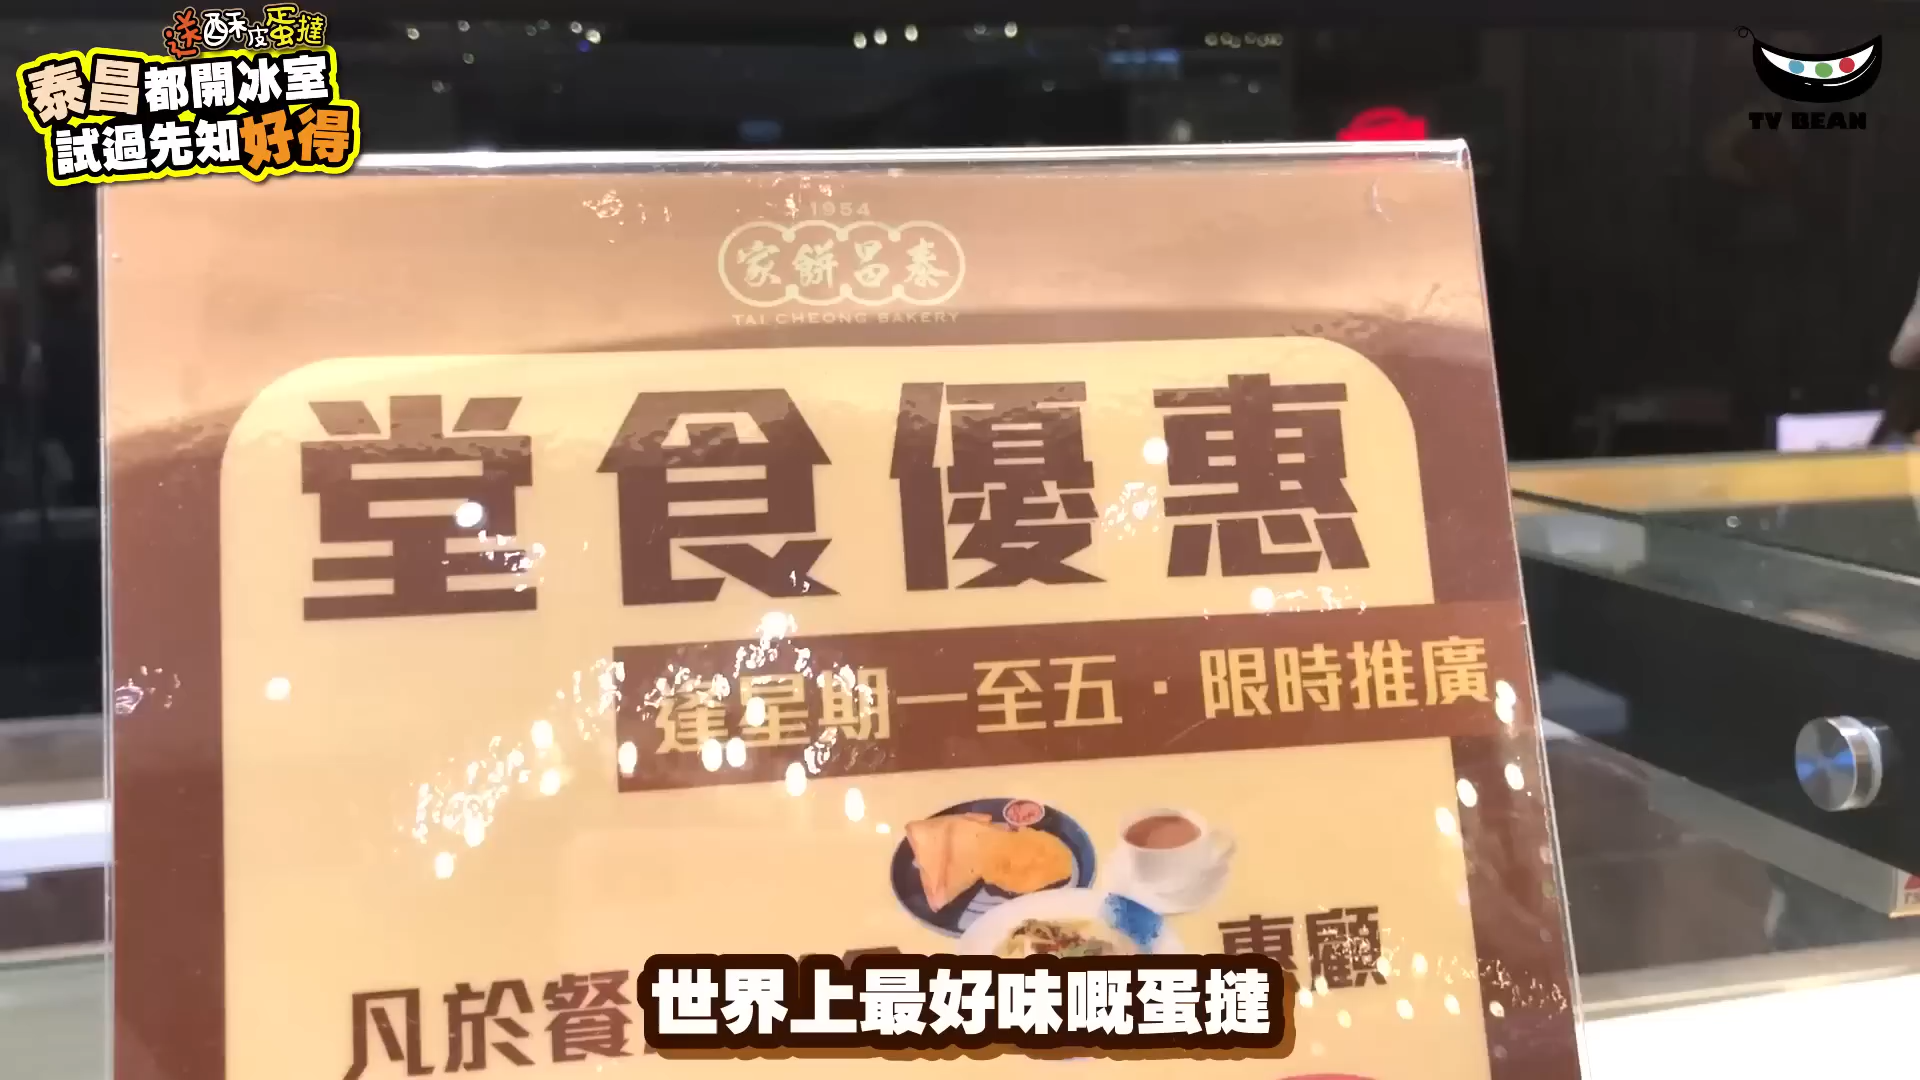 送酥皮蛋撻
泰昌都開冰室
試過先知好得
TV BEAN
1954
家餅昌泰
TAI CHEONG BAKERY
堂食優惠
逢星期一至五·限時推廣
凡於餐
惠顧
世界上最好味嘅蛋撻